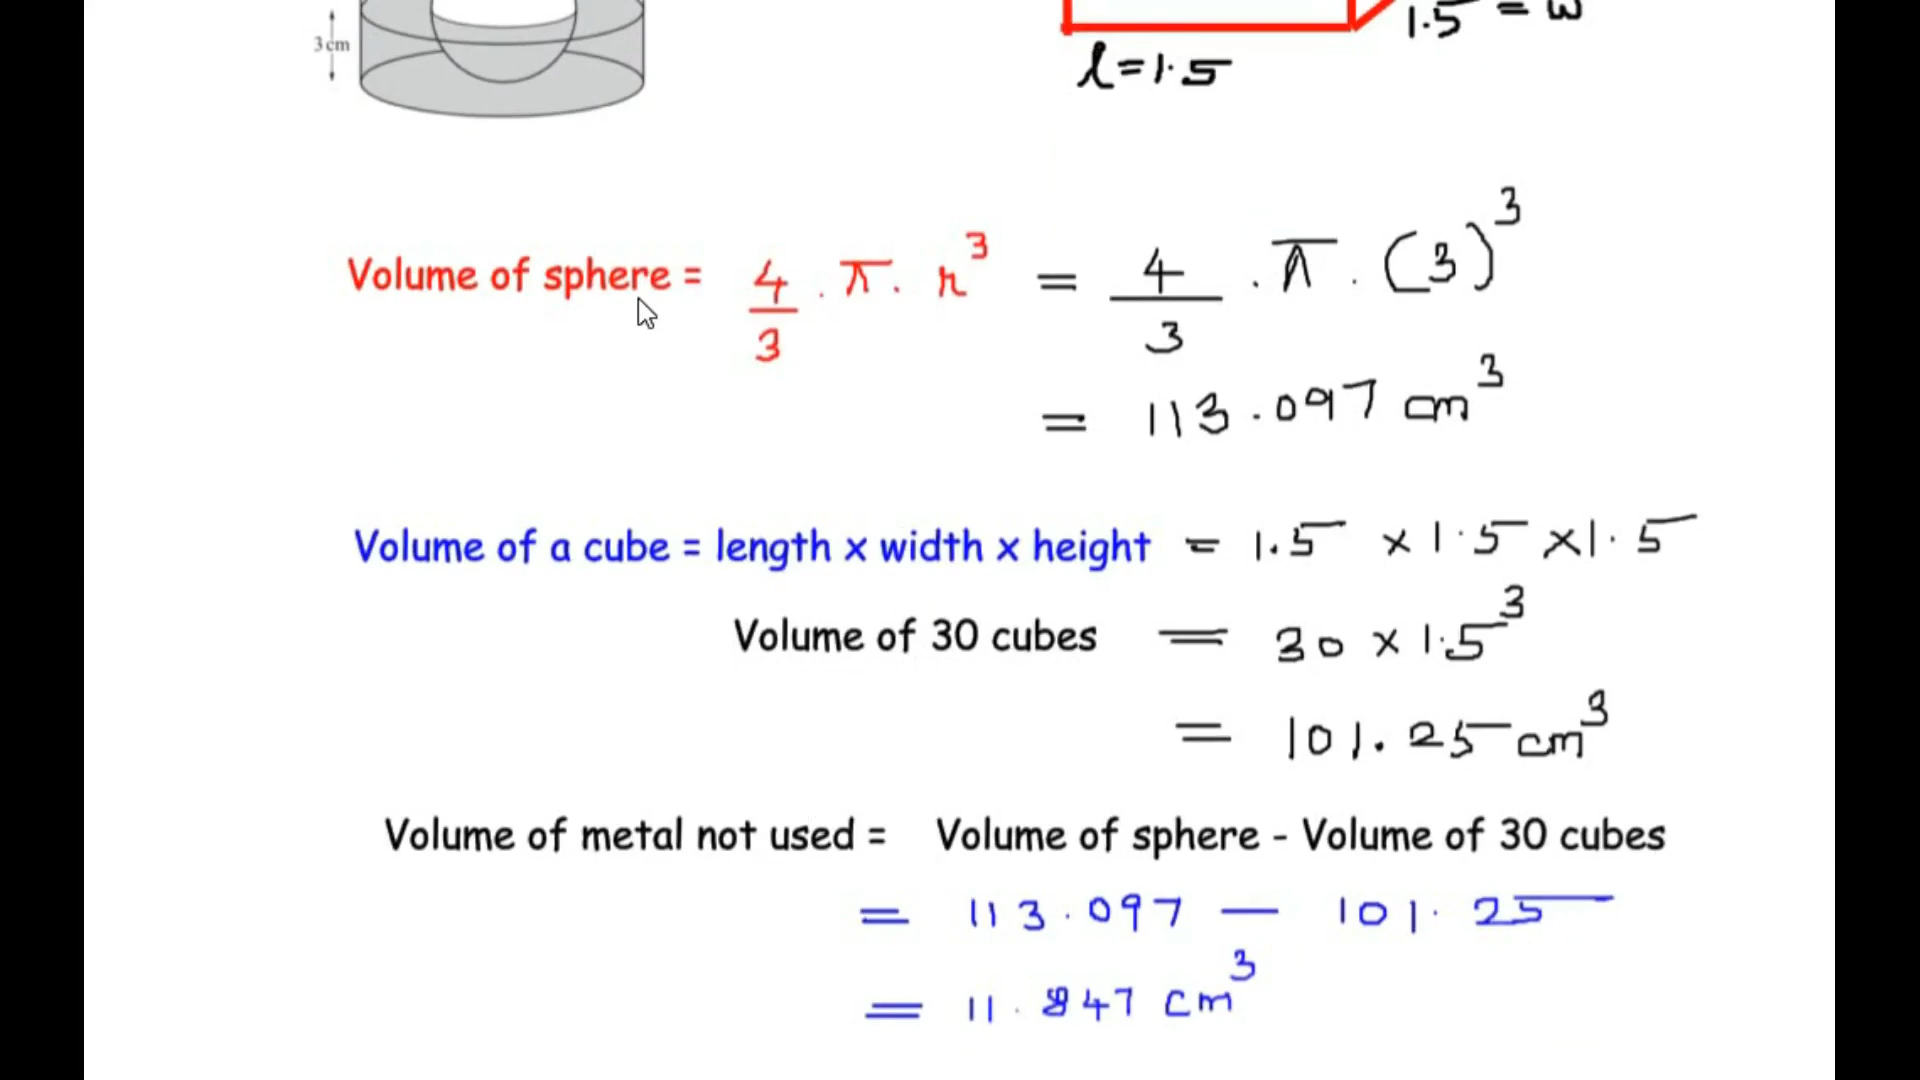 1.5 = w
3 cm
l = 1.5
Volume of sphere = 4/3 . π . r³ = 4/3 . π . (3)³
= 113.097 cm³
Volume of a cube = length x width x height = 1.5 × 1.5 × 1.5
Volume of 30 cubes = 30 × 1.5³
= 101.25 cm³
Volume of metal not used = Volume of sphere - Volume of 30 cubes
= 113.097 – 101.25
= 11.847 cm³